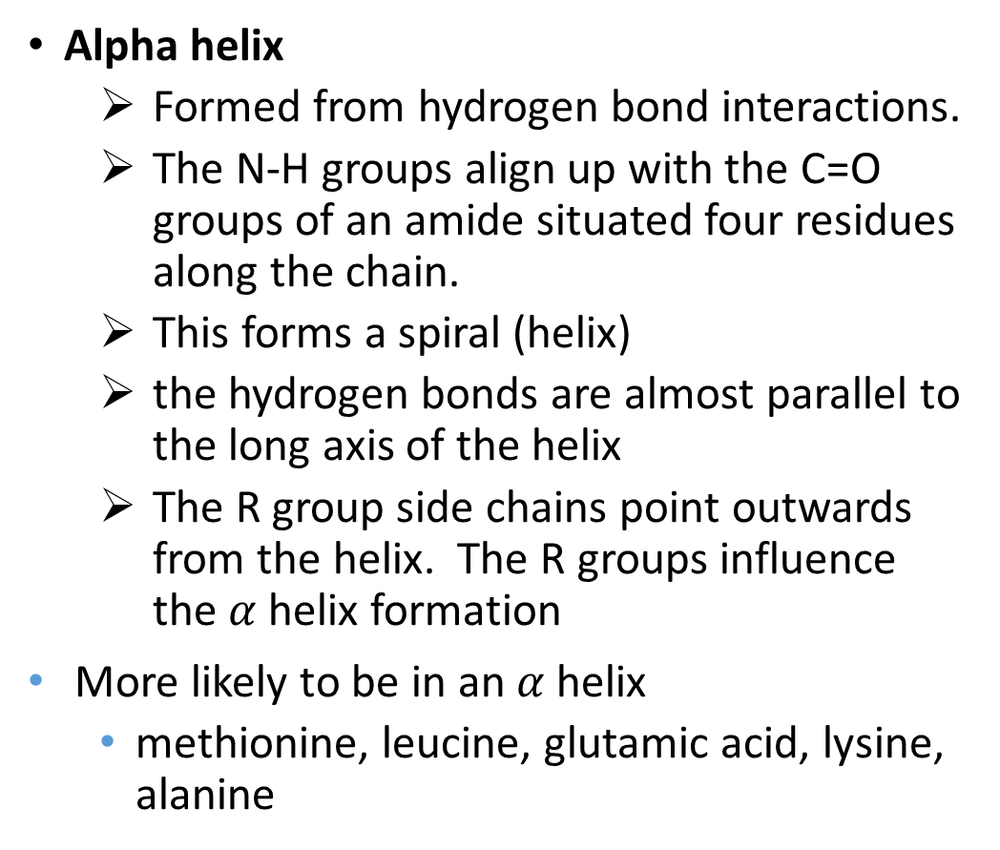 • Alpha helix
➢ Formed from hydrogen bond interactions.
➢ The N-H groups align up with the C=O
groups of an amide situated four residues
along the chain.
➢ This forms a spiral (helix)
➢ the hydrogen bonds are almost parallel to
the long axis of the helix
➢ The R group side chains point outwards
from the helix.  The R groups influence
the 𝛼 helix formation
• More likely to be in an 𝛼 helix
• methionine, leucine, glutamic acid, lysine,
alanine